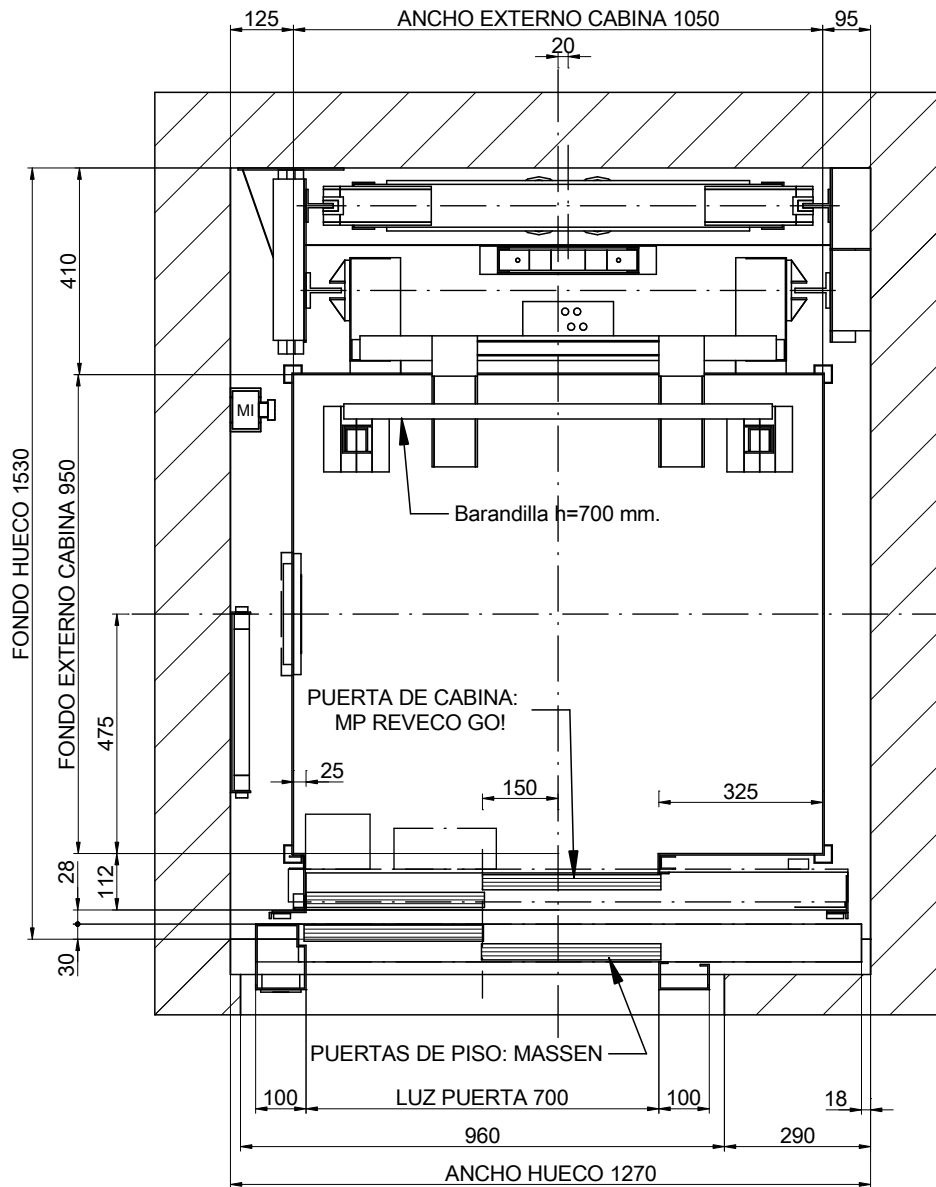 125
ANCHO EXTERNO CABINA 1050
95
20
410
FONDO HUECO 1530
FONDO EXTERNO CABINA 950
MI
Barandilla h=700 mm.
475
PUERTA DE CABINA:
MP REVECO GO!
25
150
325
28
112
30
PUERTAS DE PISO: MASSEN
100
LUZ PUERTA 700
100
18
960
290
ANCHO HUECO 1270